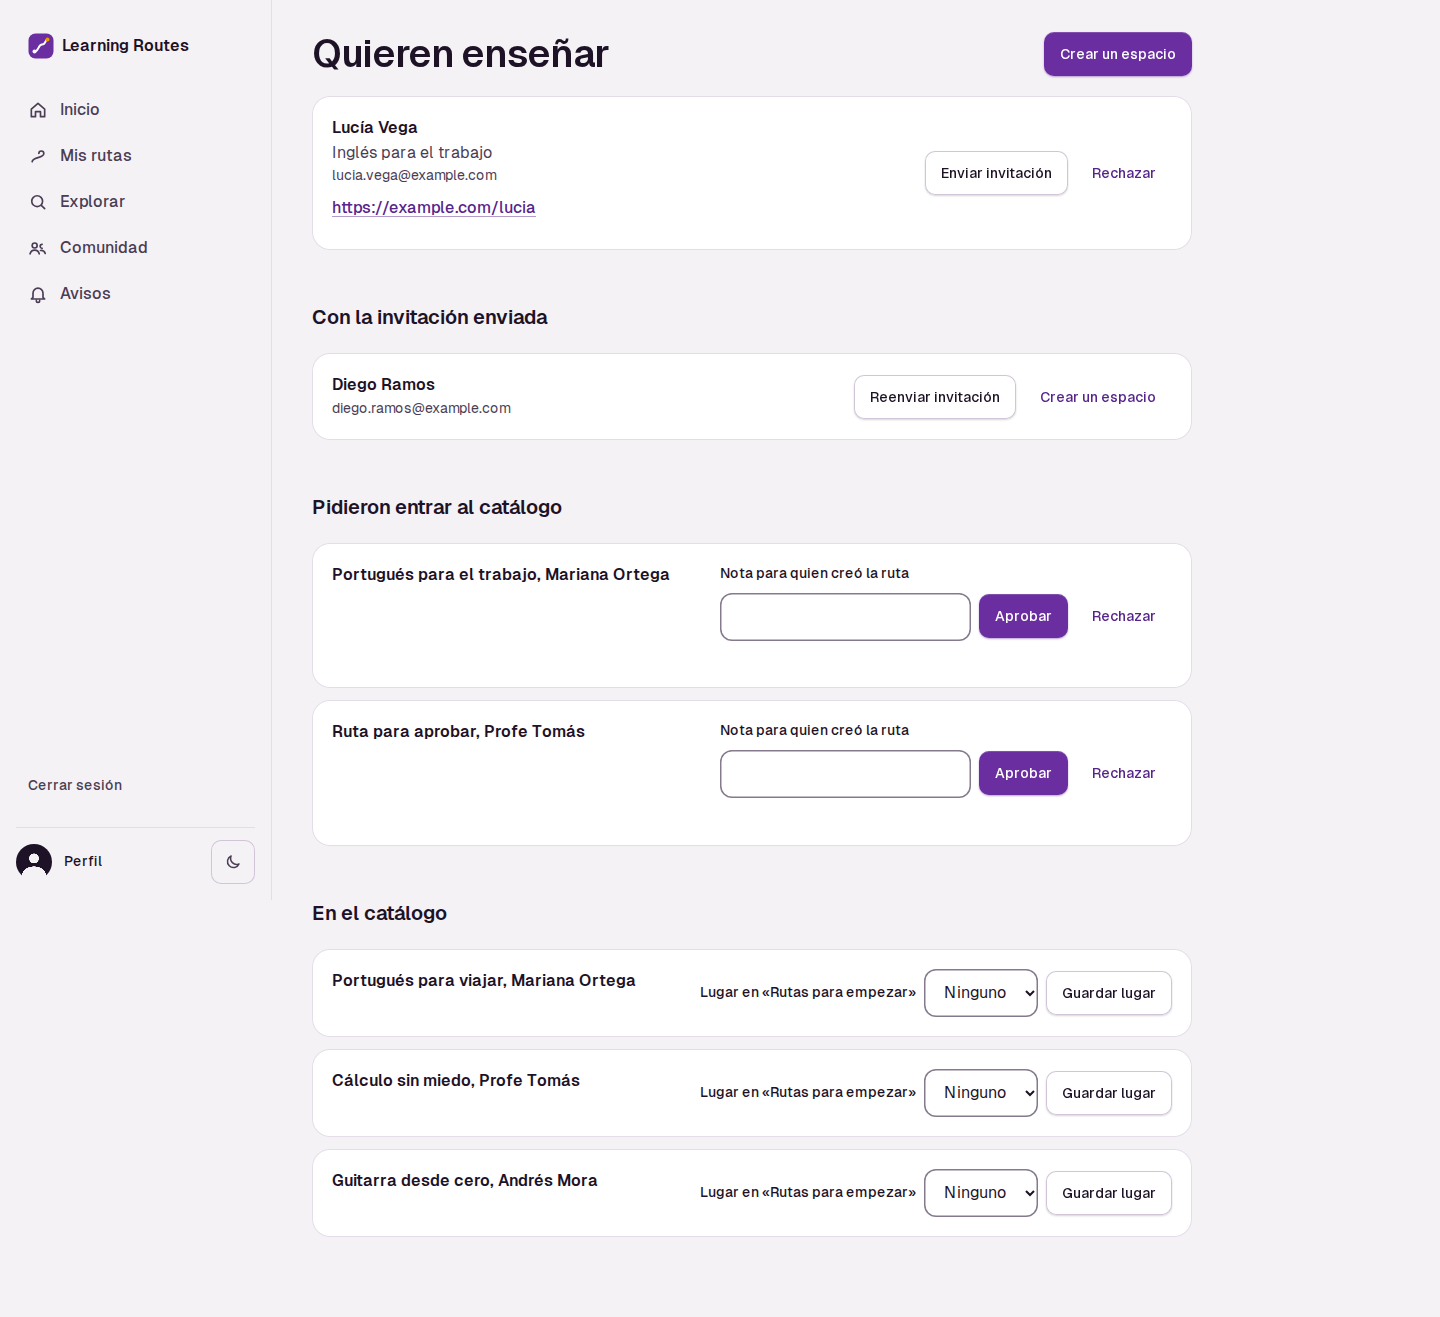 Learning Routes
Inicio
Mis rutas
Explorar
Comunidad
Avisos
Cerrar sesión
Perfil
Quieren enseñar
Crear un espacio
Lucía Vega
Inglés para el trabajo
lucia.vega@example.com
https://example.com/lucia
Enviar invitación
Rechazar
Con la invitación enviada
Diego Ramos
diego.ramos@example.com
Reenviar invitación
Crear un espacio
Pidieron entrar al catálogo
Portugués para el trabajo, Mariana Ortega
Nota para quien creó la ruta
Aprobar
Rechazar
Ruta para aprobar, Profe Tomás
Nota para quien creó la ruta
Aprobar
Rechazar
En el catálogo
Portugués para viajar, Mariana Ortega
Lugar en «Rutas para empezar»
Ninguno
Guardar lugar
Cálculo sin miedo, Profe Tomás
Lugar en «Rutas para empezar»
Ninguno
Guardar lugar
Guitarra desde cero, Andrés Mora
Lugar en «Rutas para empezar»
Ninguno
Guardar lugar